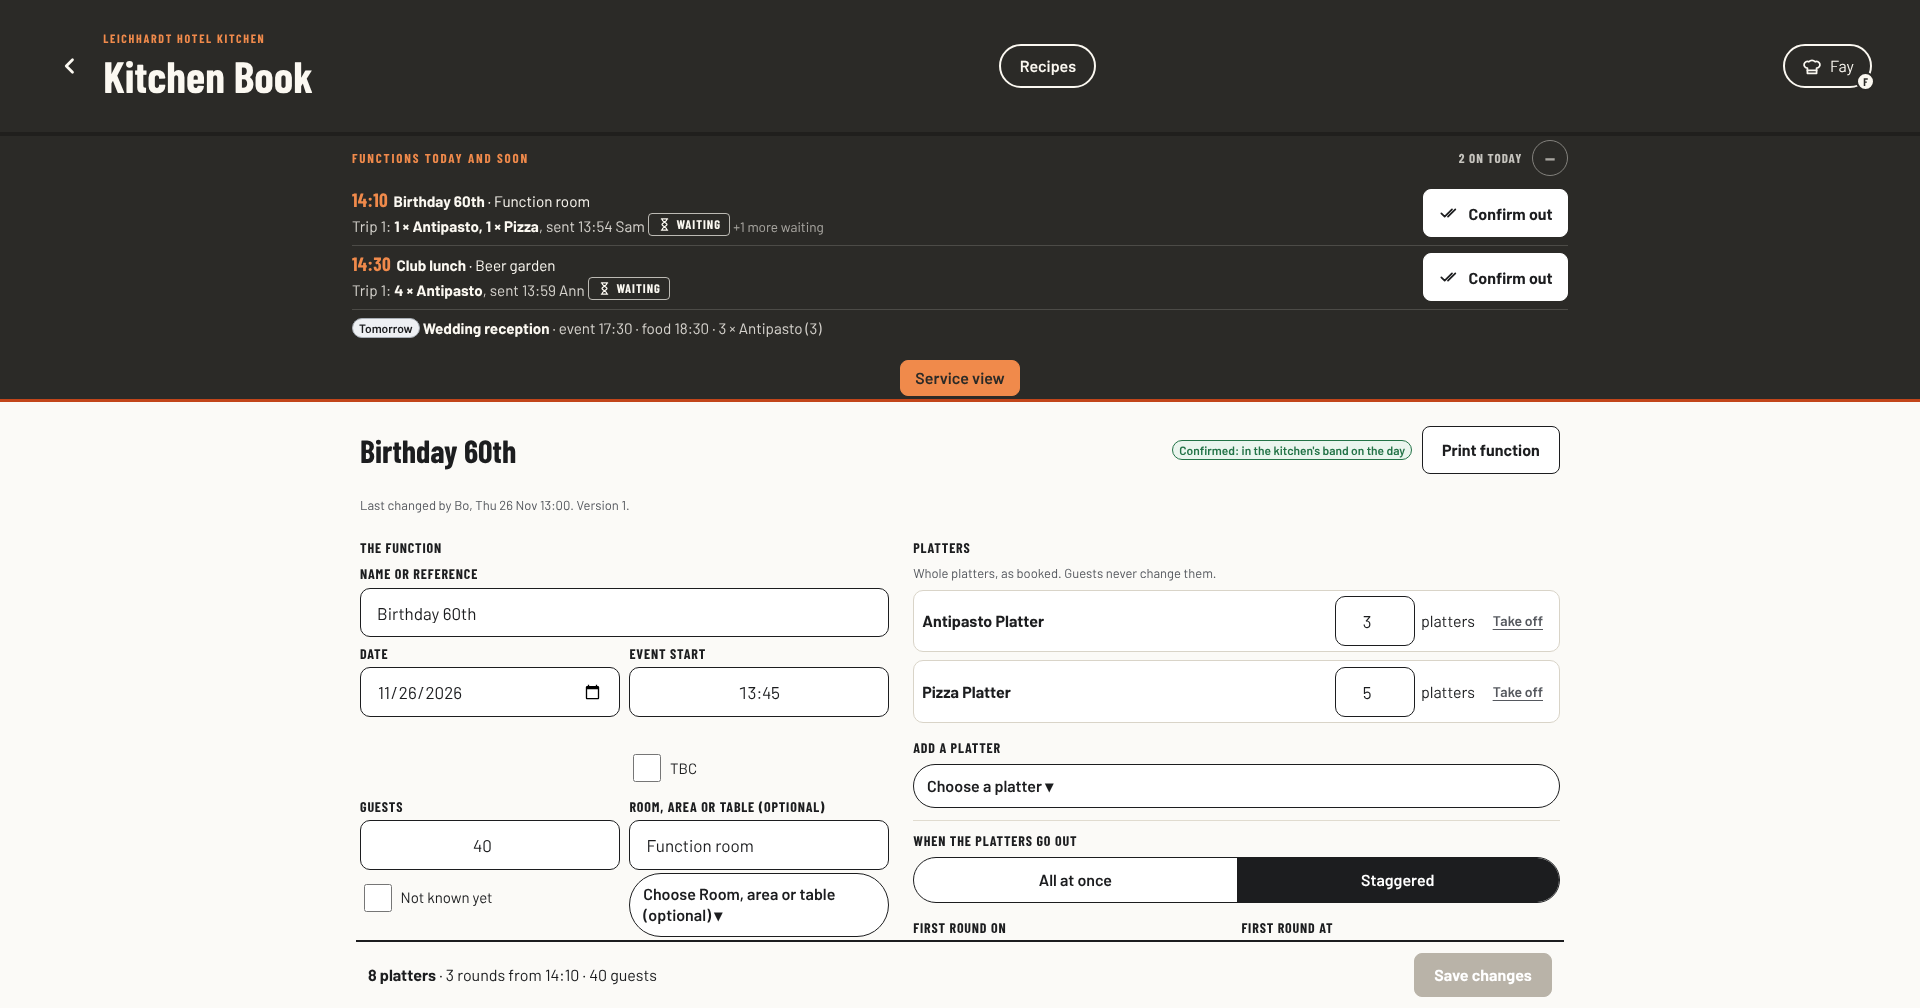 LEICHHARDT HOTEL KITCHEN
Kitchen Book
Recipes
Fay
F
FUNCTIONS TODAY AND SOON
2 ON TODAY
14:10 Birthday 60th · Function room
Trip 1: 1 × Antipasto, 1 × Pizza, sent 13:54 Sam WAITING +1 more waiting
Confirm out
14:30 Club lunch · Beer garden
Trip 1: 4 × Antipasto, sent 13:59 Ann WAITING
Confirm out
Tomorrow Wedding reception · event 17:30 · food 18:30 · 3 × Antipasto (3)
Service view
Birthday 60th
Confirmed: in the kitchen's band on the day
Print function
Last changed by Bo, Thu 26 Nov 13:00. Version 1.
THE FUNCTION
NAME OR REFERENCE
Birthday 60th
DATE
EVENT START
11/26/2026
13:45
TBC
GUESTS
ROOM, AREA OR TABLE (OPTIONAL)
40
Function room
Not known yet
Choose Room, area or table
(optional) ▾
PLATTERS
Whole platters, as booked. Guests never change them.
Antipasto Platter 3 platters Take off
Pizza Platter 5 platters Take off
ADD A PLATTER
Choose a platter ▾
WHEN THE PLATTERS GO OUT
All at once
Staggered
FIRST ROUND ON
FIRST ROUND AT
8 platters · 3 rounds from 14:10 · 40 guests
Save changes